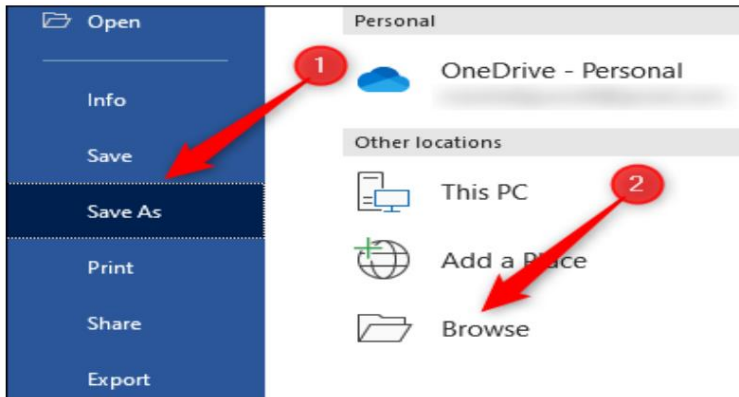 Open
Info
Save
Save As
Print
Share
Export
Personal
1
OneDrive - Personal
Other locations
This PC
2
Add a Place
Browse